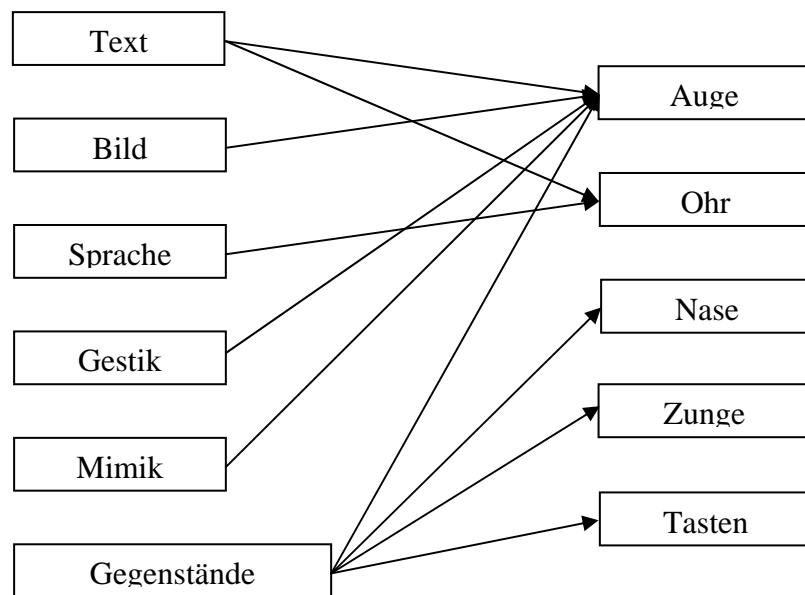 Text
Bild
Sprache
Gestik
Mimik
Gegenstände
Auge
Ohr
Nase
Zunge
Tasten